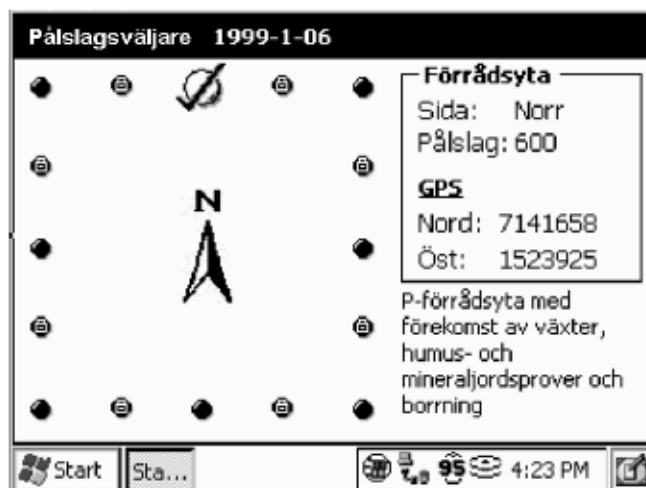 Pålslagsväljare 1999-1-06
Förrådsyta
Sida: Norr
Pålslag: 600
GPS
Nord: 7141658
Öst: 1523925
N
P-förrådsyta med
förekomst av växter,
humus- och
mineraljordsprover och
borrning
Start Sta... 95 4:23 PM